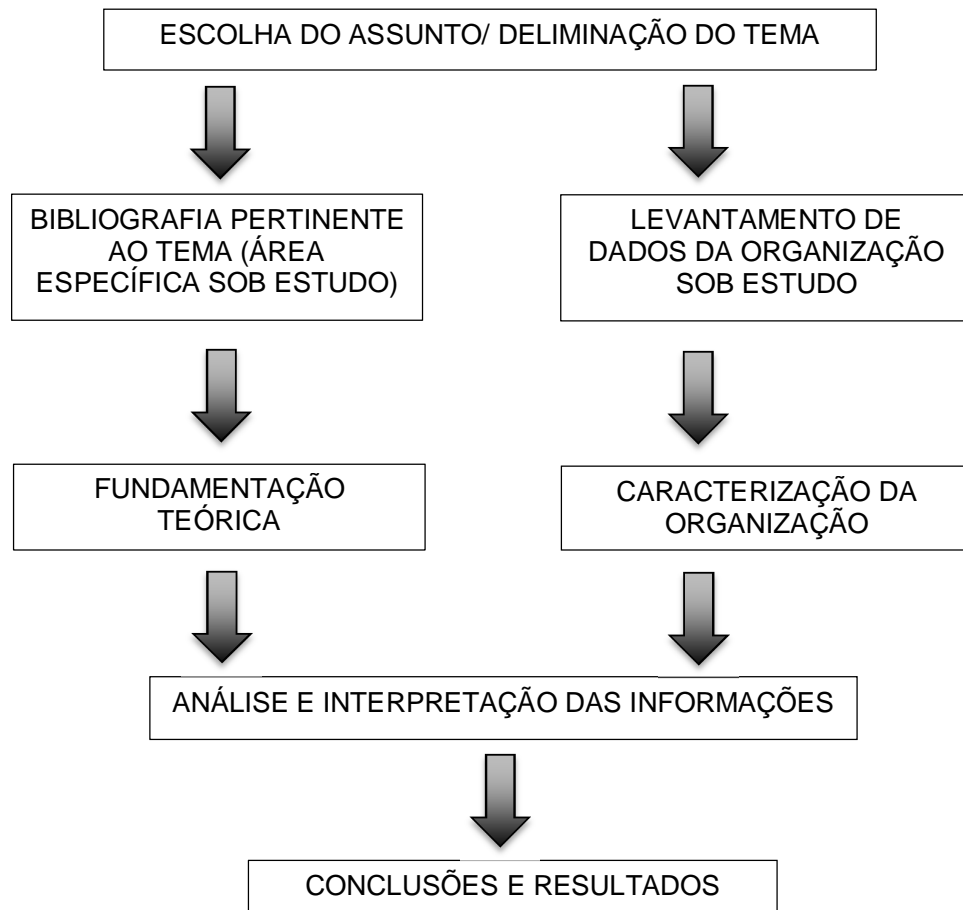 ESCOLHA DO ASSUNTO/ DELIMINAÇÃO DO TEMA
BIBLIOGRAFIA PERTINENTE
AO TEMA (ÁREA
ESPECÍFICA SOB ESTUDO)
LEVANTAMENTO DE
DADOS DA ORGANIZAÇÃO
SOB ESTUDO
FUNDAMENTAÇÃO
TEÓRICA
CARACTERIZAÇÃO DA
ORGANIZAÇÃO
ANÁLISE E INTERPRETAÇÃO DAS INFORMAÇÕES
CONCLUSÕES E RESULTADOS